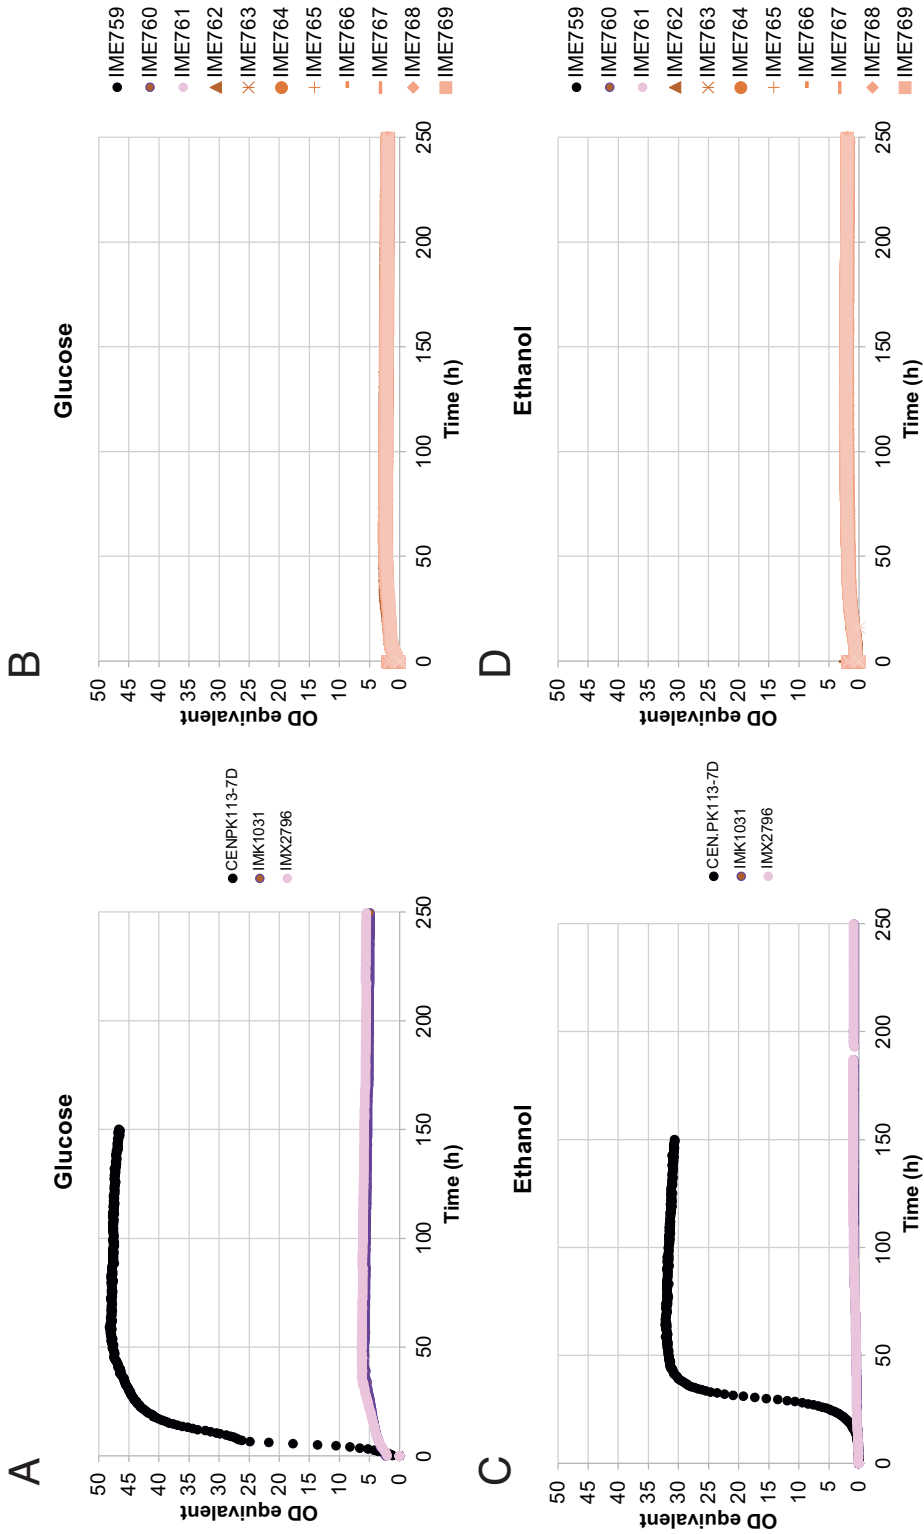 A
Glucose
OD equivalent
50
45
40
35
30
25
20
15
10
5
0
0
50
100
150
200
250
Time (h)
CENPK113-7D
IMK1031
IMX2796
B
Glucose
OD equivalent
50
45
40
35
30
25
20
15
10
5
0
0
50
100
150
200
250
Time (h)
IME759
IME760
IME761
IME762
IME763
IME764
IME765
IME766
IME767
IME768
IME769
C
Ethanol
OD equivalent
50
45
40
35
30
25
20
15
10
5
0
0
50
100
150
200
250
Time (h)
CEN.PK113-7D
IMK1031
IMX2796
D
Ethanol
OD equivalent
50
45
40
35
30
25
20
15
10
5
0
0
50
100
150
200
250
Time (h)
IME759
IME760
IME761
IME762
IME763
IME764
IME765
IME766
IME767
IME768
IME769